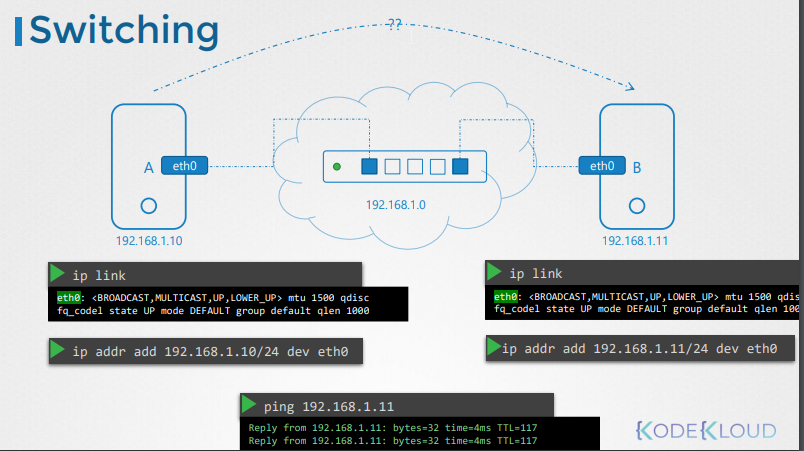 Switching
??
A
eth0
eth0
B
192.168.1.0
192.168.1.10
192.168.1.11
ip link
eth0: <BROADCAST,MULTICAST,UP,LOWER_UP> mtu 1500 qdisc
fq_codel state UP mode DEFAULT group default qlen 1000
ip addr add 192.168.1.10/24 dev eth0
ip link
eth0: <BROADCAST,MULTICAST,UP,LOWER_UP> mtu 1500 qdis
fq_codel state UP mode DEFAULT group default qlen 1000
ip addr add 192.168.1.11/24 dev eth0
ping 192.168.1.11
Reply from 192.168.1.11: bytes=32 time=4ms TTL=117
Reply from 192.168.1.11: bytes=32 time=4ms TTL=117
KODEKLOUD